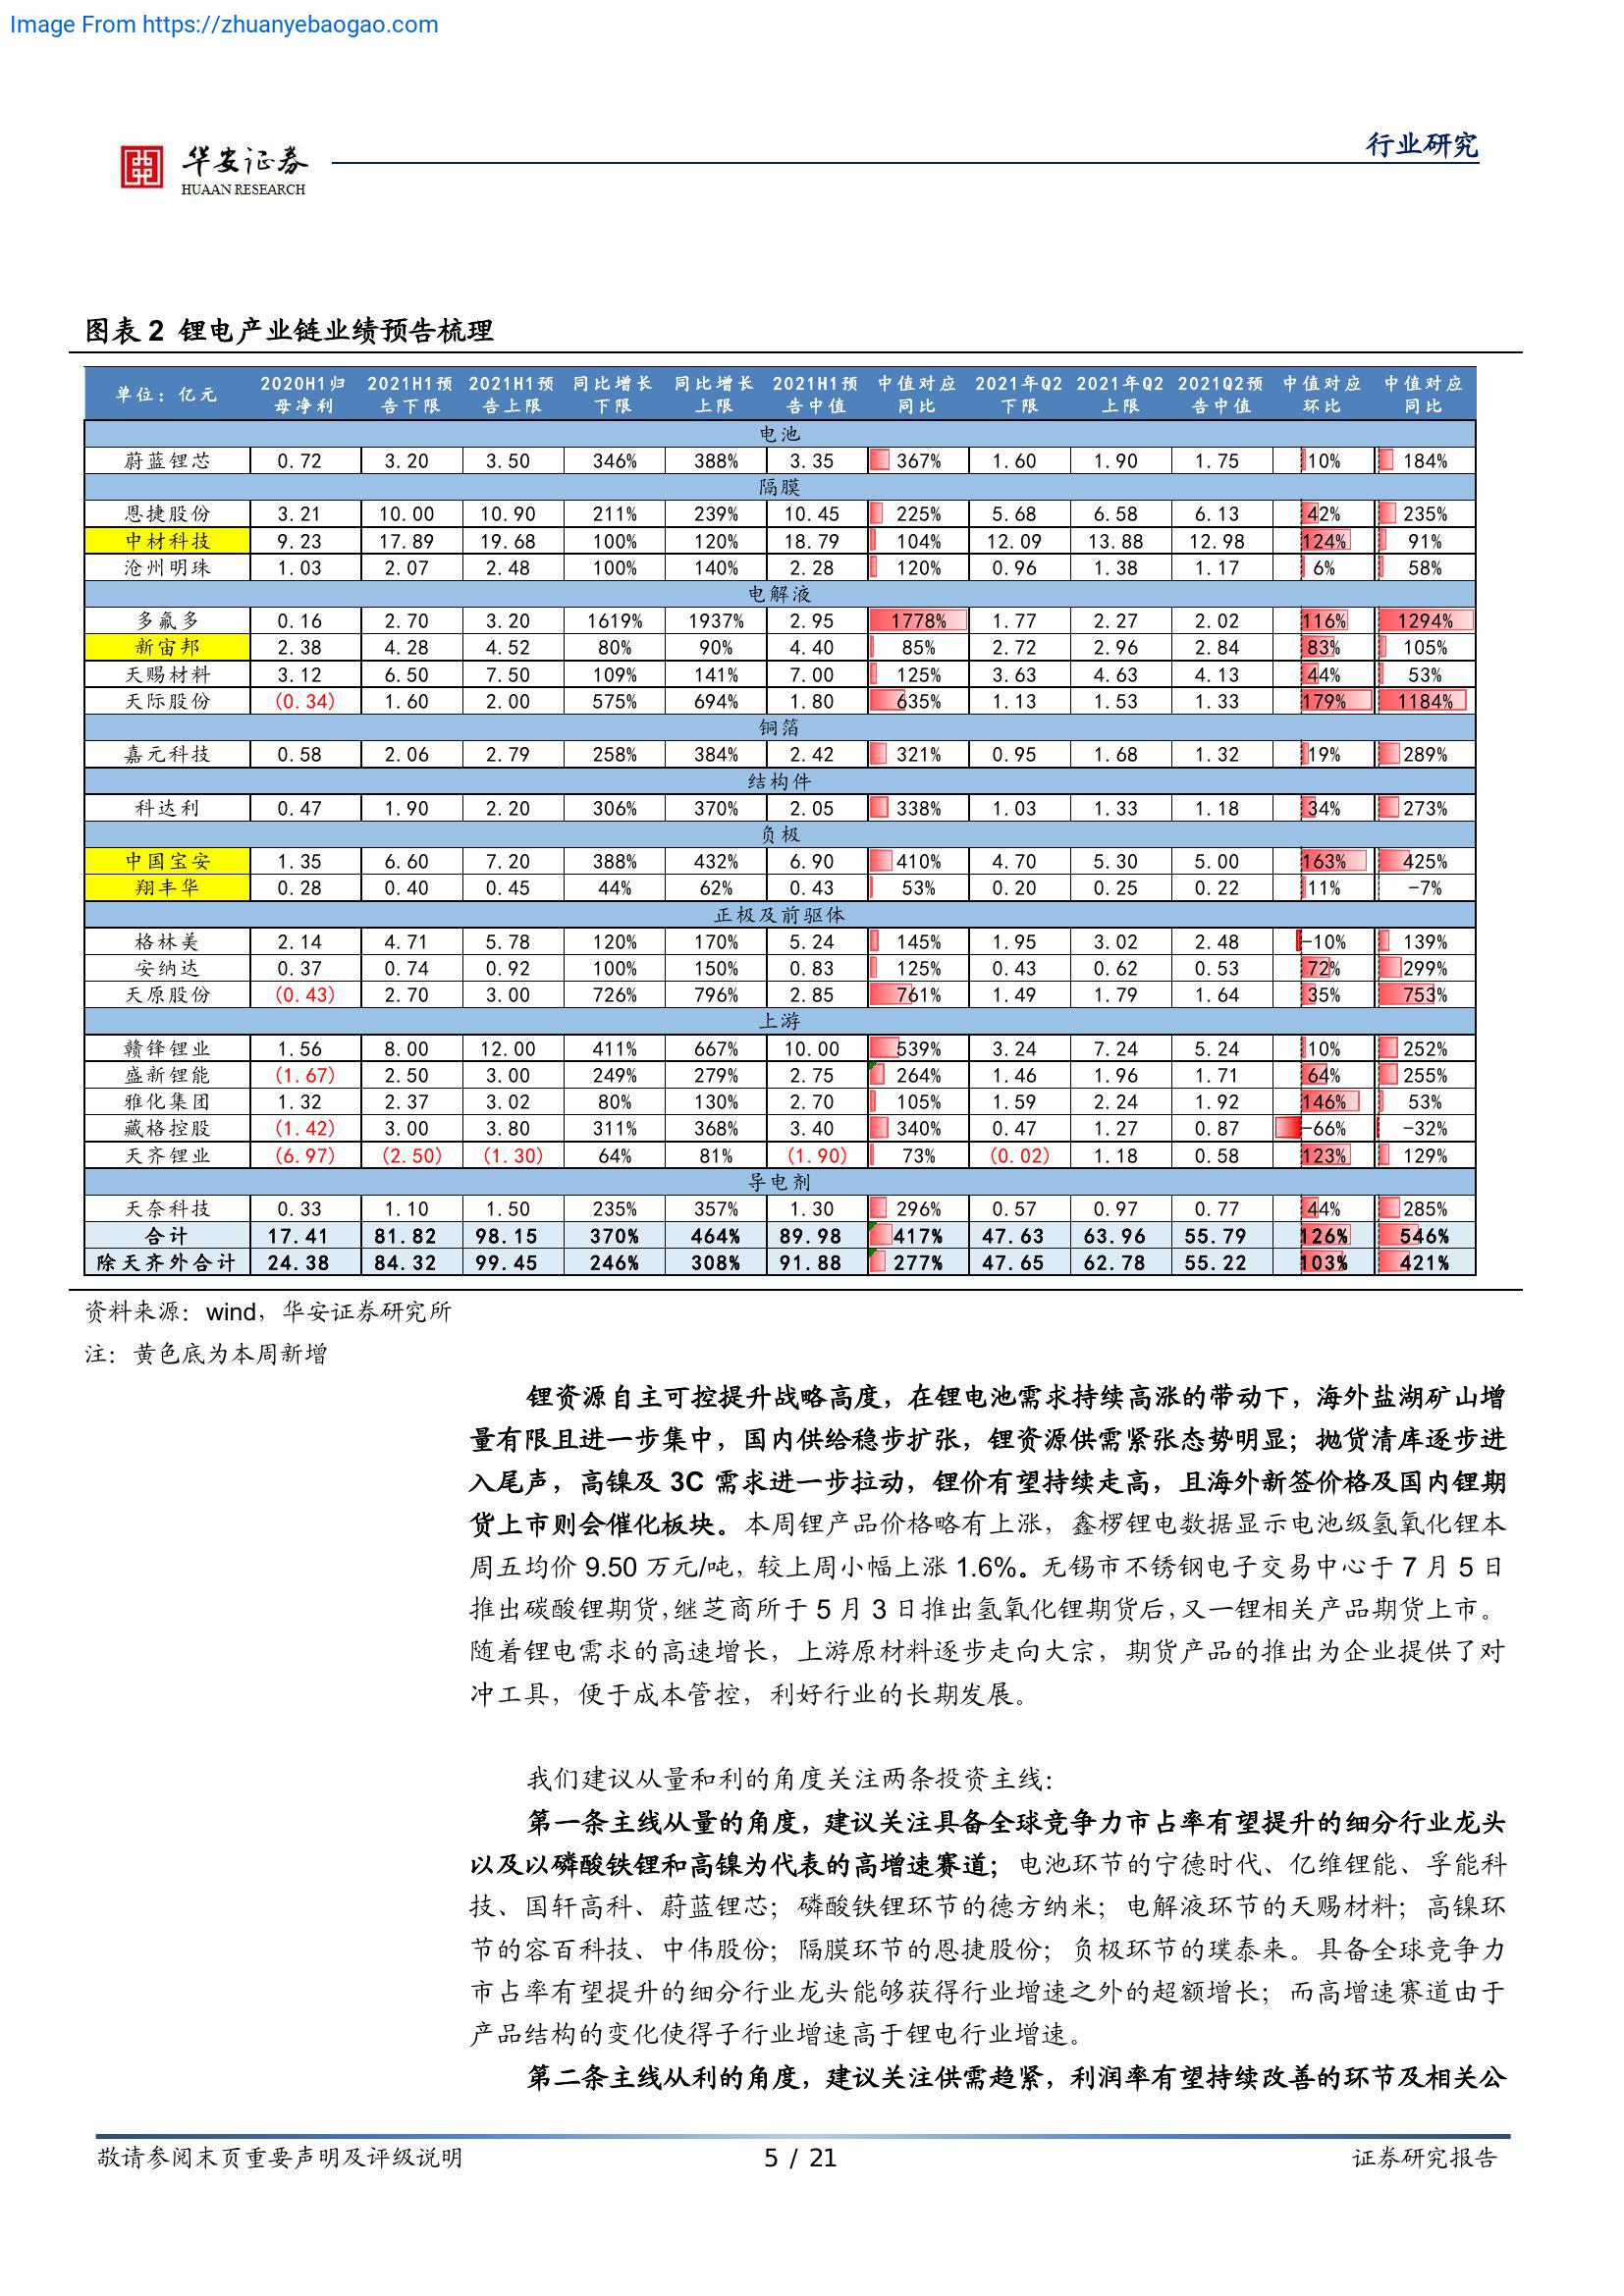 Image From https://zhuanyebaogao.com
行业研究
华安证券
HUAAN RESEARCH
图表 2 锂电产业链业绩预告梳理
单位：亿元 2020H1归母净利 2021H1预告下限 2021H1预告上限 同比增长下限 同比增长上限 2021H1预告中值 中值对应同比 2021年Q2下限 2021年Q2上限 2021Q2预告中值 中值对应环比 中值对应同比
电池
蔚蓝锂芯 0.72 3.20 3.50 346% 388% 3.35 367% 1.60 1.90 1.75 10% 184%
隔膜
恩捷股份 3.21 10.00 10.90 211% 239% 10.45 225% 5.68 6.58 6.13 42% 235%
中材科技 9.23 17.89 19.68 100% 120% 18.79 104% 12.09 13.88 12.98 124% 91%
沧州明珠 1.03 2.07 2.48 100% 140% 2.28 120% 0.96 1.38 1.17 6% 58%
电解液
多氟多 0.16 2.70 3.20 1619% 1937% 2.95 1778% 1.77 2.27 2.02 116% 1294%
新宙邦 2.38 4.28 4.52 80% 90% 4.40 85% 2.72 2.96 2.84 83% 105%
天赐材料 3.12 6.50 7.50 109% 141% 7.00 125% 3.63 4.63 4.13 44% 53%
天际股份 (0.34) 1.60 2.00 575% 694% 1.80 635% 1.13 1.53 1.33 179% 1184%
铜箔
嘉元科技 0.58 2.06 2.79 258% 384% 2.42 321% 0.95 1.68 1.32 19% 289%
结构件
科达利 0.47 1.90 2.20 306% 370% 2.05 338% 1.03 1.33 1.18 34% 273%
负极
中国宝安 1.35 6.60 7.20 388% 432% 6.90 410% 4.70 5.30 5.00 163% 425%
翔丰华 0.28 0.40 0.45 44% 62% 0.43 53% 0.20 0.25 0.22 11% -7%
正极及前驱体
格林美 2.14 4.71 5.78 120% 170% 5.24 145% 1.95 3.02 2.48 -10% 139%
安纳达 0.37 0.74 0.92 100% 150% 0.83 125% 0.43 0.62 0.53 72% 299%
天原股份 (0.43) 2.70 3.00 726% 796% 2.85 761% 1.49 1.79 1.64 35% 753%
上游
赣锋锂业 1.56 8.00 12.00 411% 667% 10.00 539% 3.24 7.24 5.24 10% 252%
盛新锂能 (1.67) 2.50 3.00 249% 279% 2.75 264% 1.46 1.96 1.71 64% 255%
雅化集团 1.32 2.37 3.02 80% 130% 2.70 105% 1.59 2.24 1.92 146% 53%
藏格控股 (1.42) 3.00 3.80 311% 368% 3.40 340% 0.47 1.27 0.87 -66% -32%
天齐锂业 (6.97) (2.50) (1.30) 64% 81% (1.90) 73% (0.02) 1.18 0.58 123% 129%
导电剂
天奈科技 0.33 1.10 1.50 235% 357% 1.30 296% 0.57 0.97 0.77 44% 285%
合计 17.41 81.82 98.15 370% 464% 89.98 417% 47.63 63.96 55.79 126% 546%
除天齐外合计 24.38 84.32 99.45 246% 308% 91.88 277% 47.65 62.78 55.22 103% 421%
资料来源：wind，华安证券研究所
注：黄色底为本周新增
锂资源自主可控提升战略高度，在锂电池需求持续高涨的带动下，海外盐湖矿山增
量有限且进一步集中，国内供给稳步扩张，锂资源供需紧张态势明显；抛货清库逐步进
入尾声，高镍及 3C 需求进一步拉动，锂价有望持续走高，且海外新签价格及国内锂期
货上市则会催化板块。本周锂产品价格略有上涨，鑫椤锂电数据显示电池级氢氧化锂本
周五均价 9.50 万元/吨，较上周小幅上涨 1.6%。无锡市不锈钢电子交易中心于 7 月 5 日
推出碳酸锂期货，继芝商所于 5 月 3 日推出氢氧化锂期货后，又一锂相关产品期货上市。
随着锂电需求的高速增长，上游原材料逐步走向大宗，期货产品的推出为企业提供了对
冲工具，便于成本管控，利好行业的长期发展。
我们建议从量和利的角度关注两条投资主线：
第一条主线从量的角度，建议关注具备全球竞争力市占率有望提升的细分行业龙头
以及以磷酸铁锂和高镍为代表的高增速赛道；电池环节的宁德时代、亿维锂能、孚能科
技、国轩高科、蔚蓝锂芯；磷酸铁锂环节的德方纳米；电解液环节的天赐材料；高镍环
节的容百科技、中伟股份；隔膜环节的恩捷股份；负极环节的璞泰来。具备全球竞争力
市占率有望提升的细分行业龙头能够获得行业增速之外的超额增长；而高增速赛道由于
产品结构的变化使得子行业增速高于锂电行业增速。
第二条主线从利的角度，建议关注供需趋紧，利润率有望持续改善的环节及相关公
敬请参阅末页重要声明及评级说明
5 / 21
证券研究报告